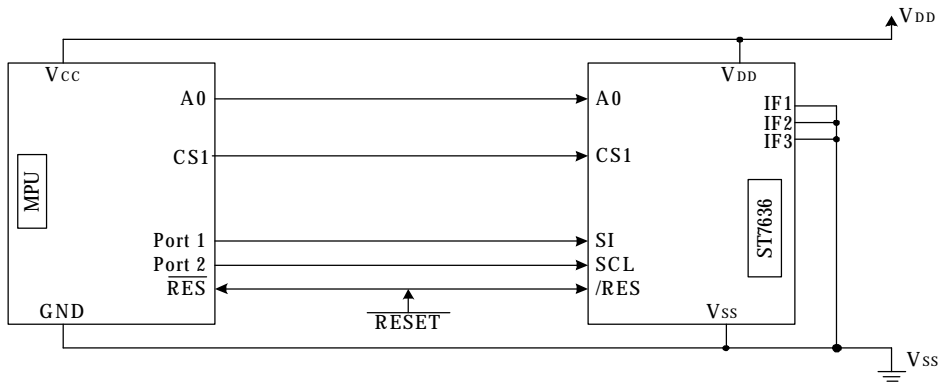 VDD
VCC
A0
CS1
MPU
Port 1
Port 2
RES
GND
RESET
VDD
A0
IF1
IF2
IF3
CS1
ST7636
SI
SCL
/RES
VSS
VSS